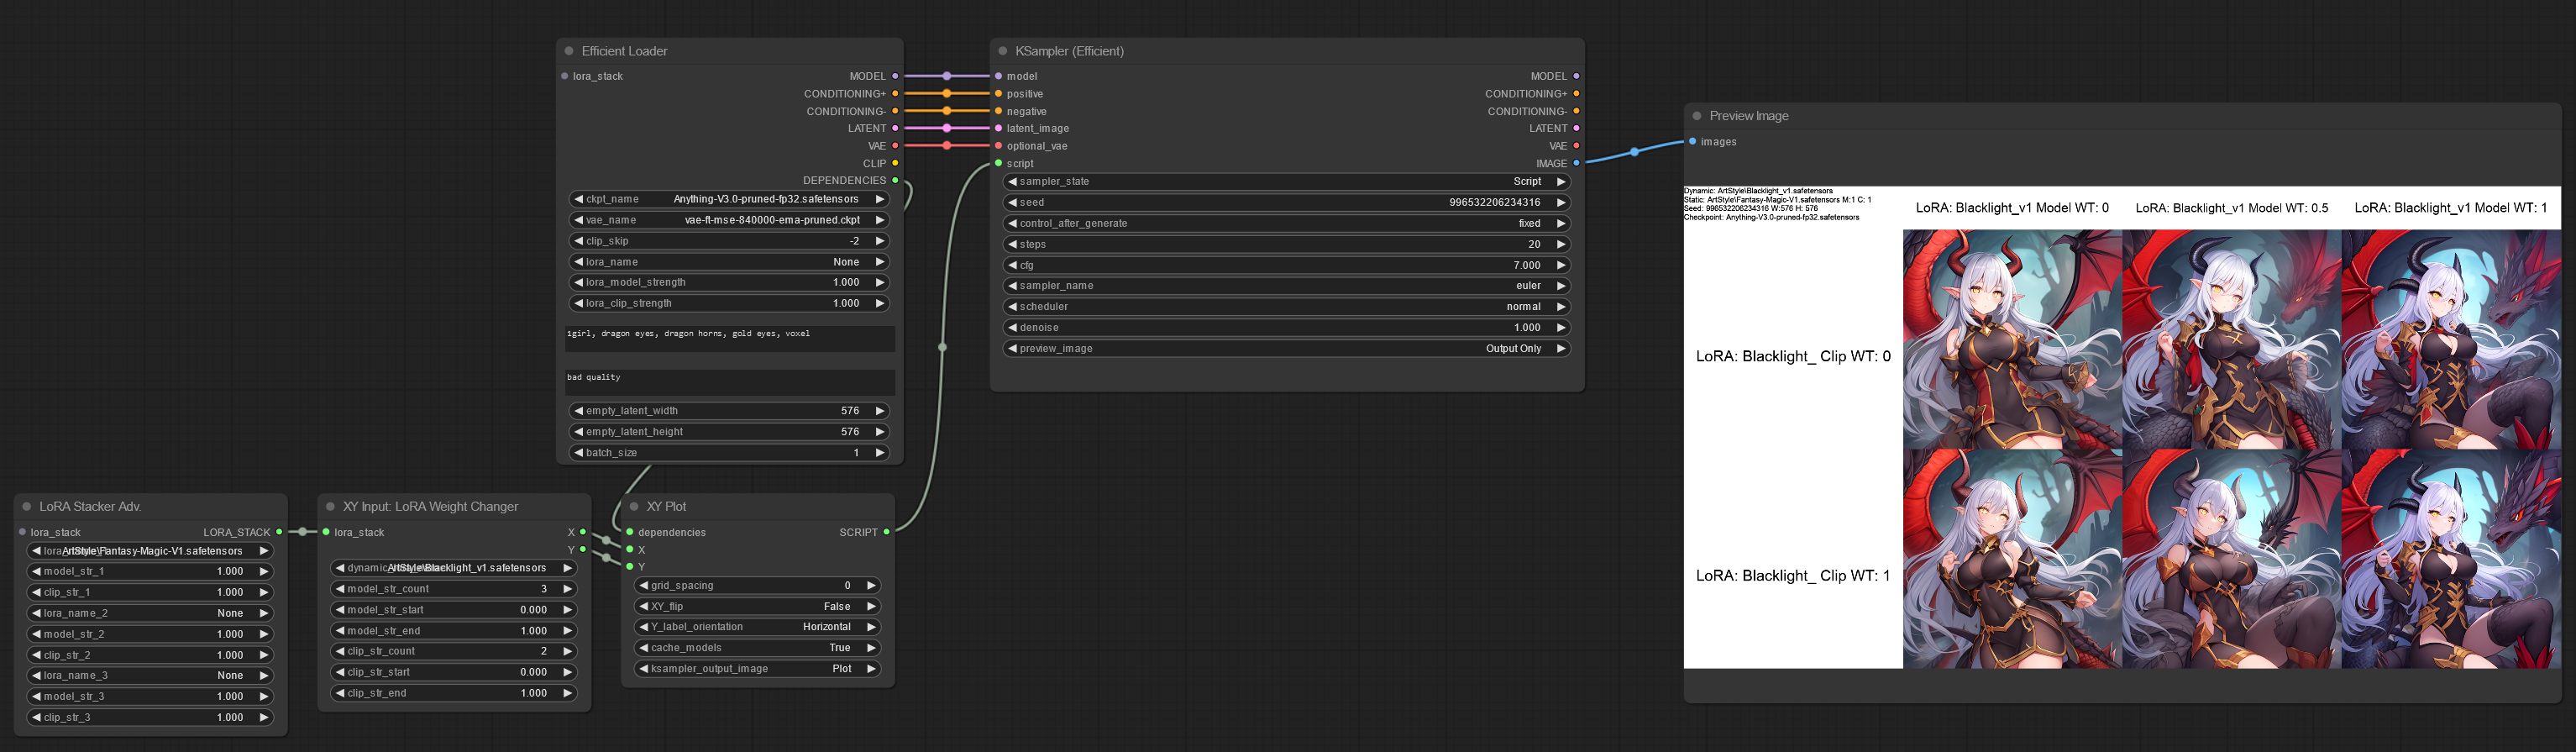 Efficient Loader
lora_stack
MODEL
CONDITIONING+
CONDITIONING-
LATENT
VAE
CLIP
DEPENDENCIES
ckpt_name Anything-V3.0-pruned-fp32.safetensors
vae_name vae-ft-mse-840000-ema-pruned.ckpt
clip_skip -2
lora_name None
lora_model_strength 1.000
lora_clip_strength 1.000
1girl, dragon eyes, dragon horns, gold eyes, voxel
bad quality
empty_latent_width 576
empty_latent_height 576
batch_size 1
KSampler (Efficient)
model MODEL
positive CONDITIONING+
negative CONDITIONING-
latent_image LATENT
optional_vae VAE
script IMAGE
sampler_state Script
seed 996532206234316
control_after_generate fixed
steps 20
cfg 7.000
sampler_name euler
scheduler normal
denoise 1.000
preview_image Output Only
Preview Image
images
Dynamic: ArtStyle\Blacklight_v1.safetensors
Static: ArtStyle\Fantasy-Magic-V1.safetensors M:1 C: 1
Seed: 996532206234316 W:576 H: 576
Checkpoint: Anything-V3.0-pruned-fp32.safetensors
LoRA: Blacklight_v1 Model WT: 0
LoRA: Blacklight_v1 Model WT: 0.5
LoRA: Blacklight_v1 Model WT: 1
LoRA: Blacklight_ Clip WT: 0
LoRA: Blacklight_ Clip WT: 1
LoRA Stacker Adv.
lora_stack LORA_STACK
ArtStyle\Fantasy-Magic-V1.safetensors
model_str_1 1.000
clip_str_1 1.000
lora_name_2 None
model_str_2 1.000
clip_str_2 1.000
lora_name_3 None
model_str_3 1.000
clip_str_3 1.000
XY Input: LoRA Weight Changer
lora_stack X
Y
ArtStyle\Blacklight_v1.safetensors
model_str_count 3
model_str_start 0.000
model_str_end 1.000
clip_str_count 2
clip_str_start 0.000
clip_str_end 1.000
XY Plot
dependencies SCRIPT
X
Y
grid_spacing 0
XY_flip False
Y_label_orientation Horizontal
cache_models True
ksampler_output_image Plot